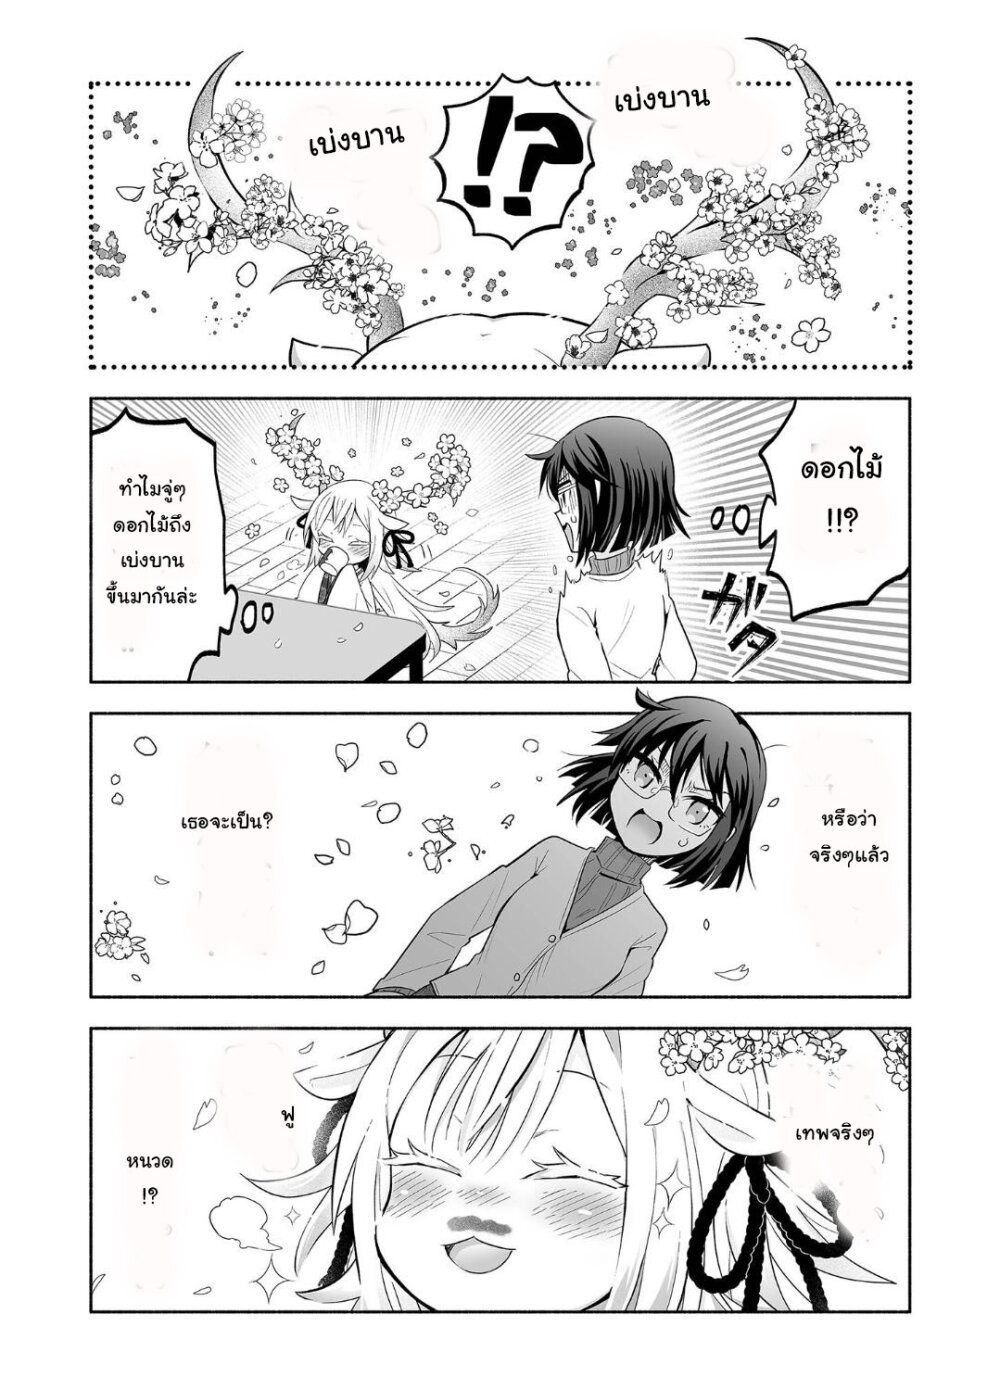 เบ่งบาน
!?
เบ่งบาน
ดอกไม้
!!?
ガタ
ทำไมจู่ๆ
ดอกไม้ถึง
เบ่งบาน
ขึ้นมากันล่ะ
หรือว่า
จริงๆแล้ว
เธอจะเป็น?
เทพจริงๆ
ฟู
หนวด
!?